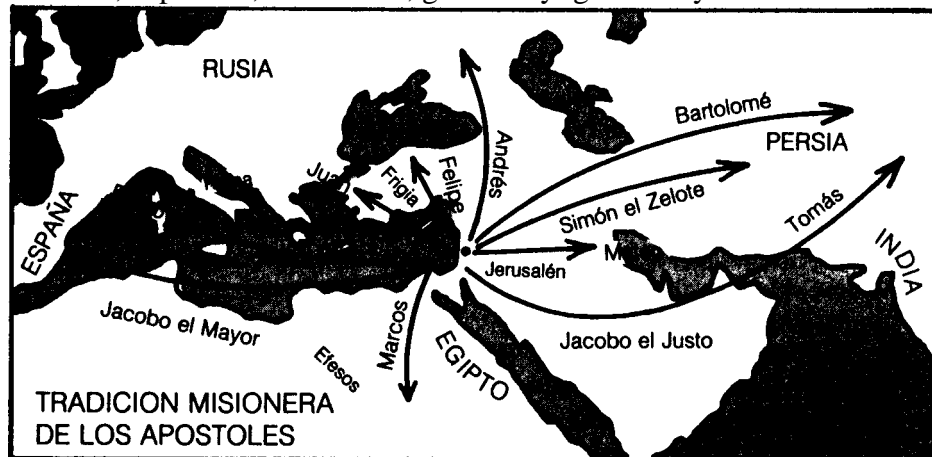 RUSIA
Bartolomé
PERSIA
Andrés
Felipe
Frigia
Simón el Zelote
Tomás
INDIA
ESPAÑA
Jerusalén
Jacobo el Mayor
Marcos
Efesos
EGIPTO
Jacobo el Justo
TRADICION MISIONERA
DE LOS APOSTOLES